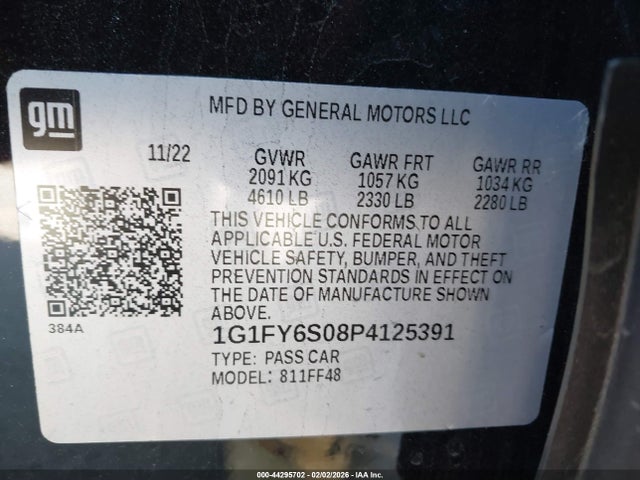 gm
MFD BY GENERAL MOTORS LLC
11/22 GVWR GAWR FRT GAWR RR
2091 KG 1057 KG 1034 KG
4610 LB 2330 LB 2280 LB
THIS VEHICLE CONFORMS TO ALL
APPLICABLE U.S. FEDERAL MOTOR
VEHICLE SAFETY, BUMPER, AND THEFT
PREVENTION STANDARDS IN EFFECT ON
THE DATE OF MANUFACTURE SHOWN
ABOVE.
384A
1G1FY6S08P4125391
TYPE: PASS CAR
MODEL: 811FF48
000-44295702 - 02/02/2026 - IAAI, Inc.